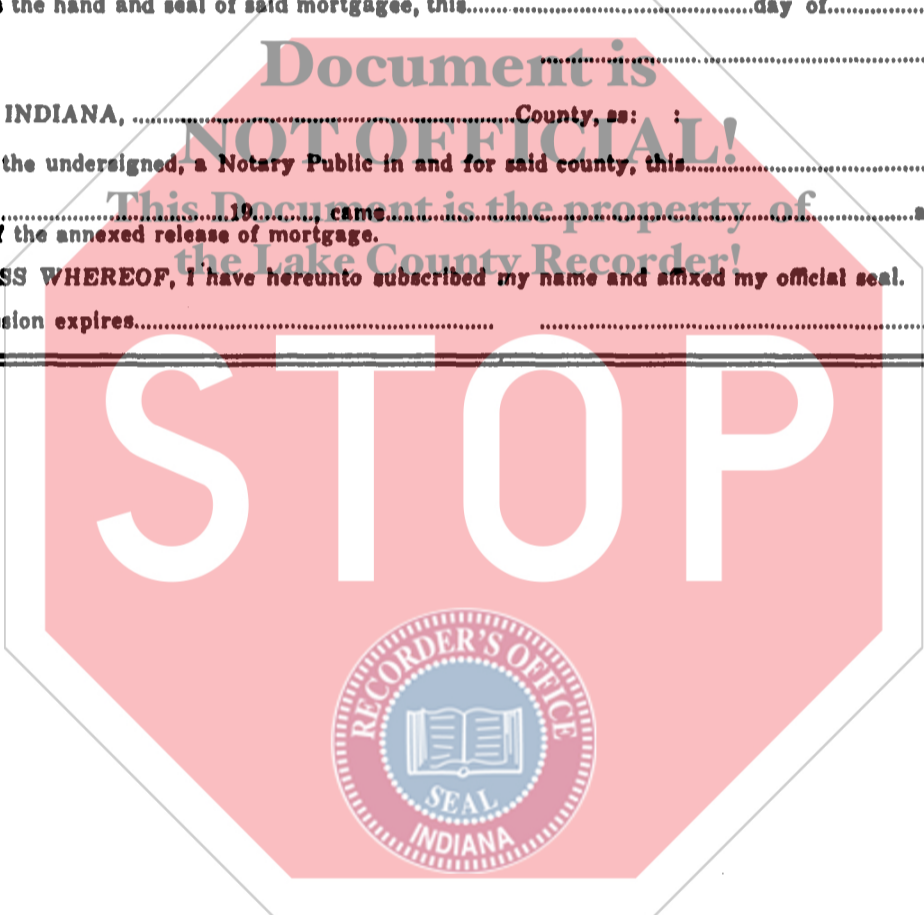 the hand and seal of said mortgagee, this........................................day of................
Document is
INDIANA, ........................................................County, ss: :
NOT OFFICIAL!
the undersigned, a Notary Public in and for said county, this........................................
This Document is the property of
........................................19........, came........................................
the annexed release of mortgage.
the Lake County Recorder!
SS WHEREOF, I have hereunto subscribed my name and affixed my official seal.
sion expires........................................ ........................................
STOP
RECORDER'S OFFICE
SEAL
INDIANA